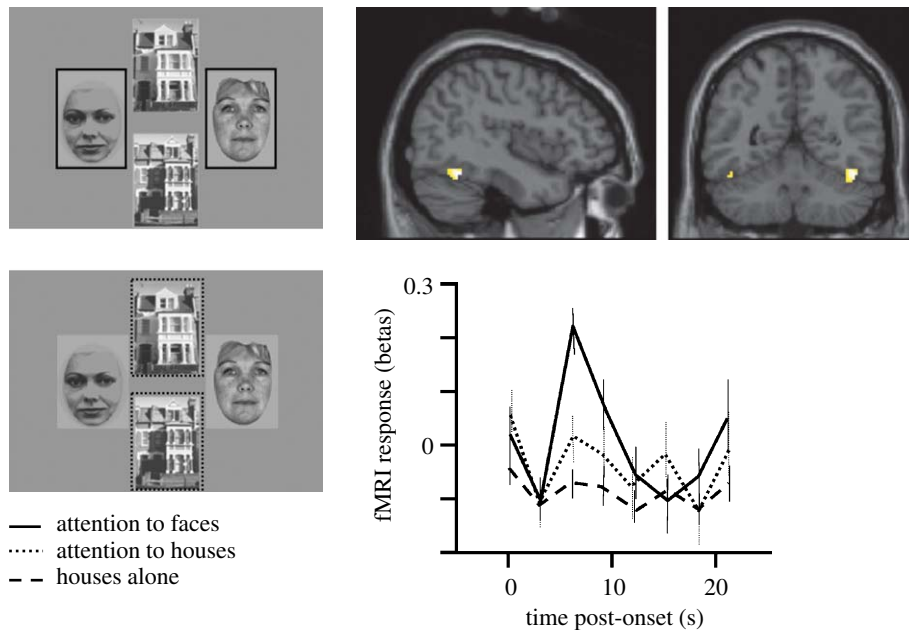 attention to faces
attention to houses
houses alone
fMRI response (betas)
0.3
0
0
10
20
time post-onset (s)